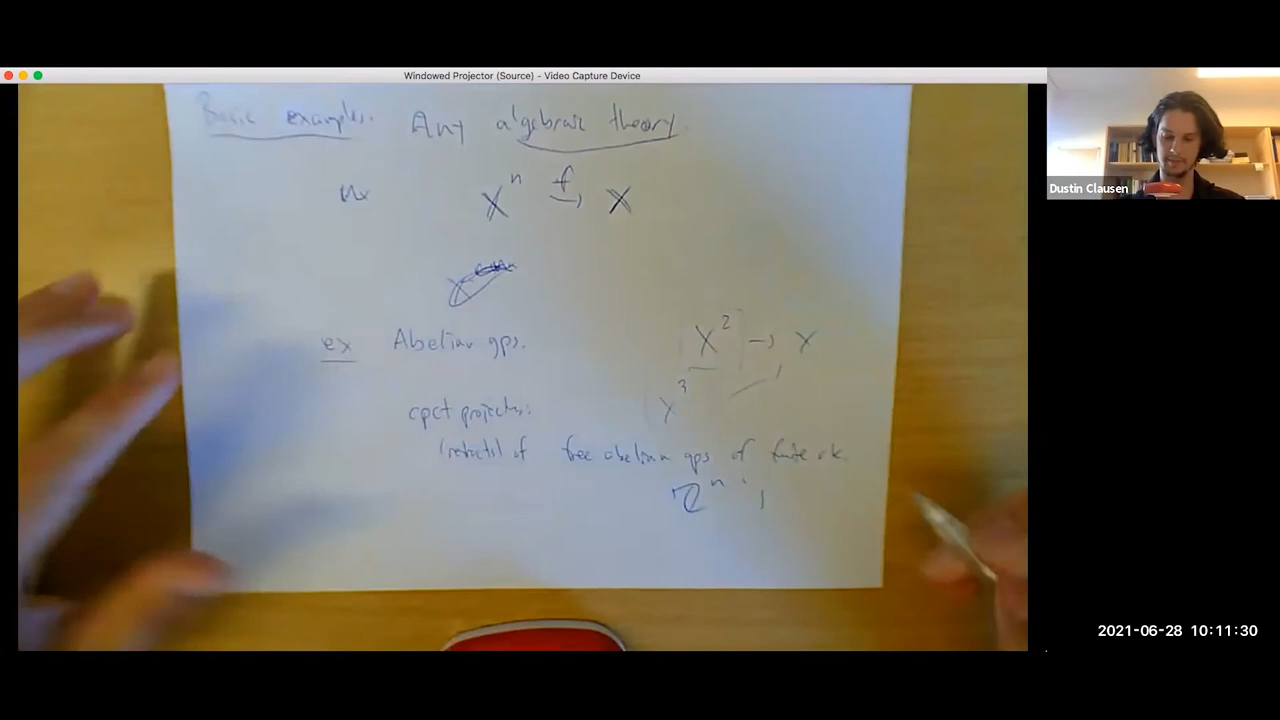 Windowed Projector (Source) - Video Capture Device
Basic examples. Any algebraic theory.
Xⁿ f→ X
ex Abelian gps. X² → X
X³
cpct projectives:
(retracts) of free abelian gps of finite rk.
ℤⁿ
Dustin Clausen
2021-06-28 10:11:30